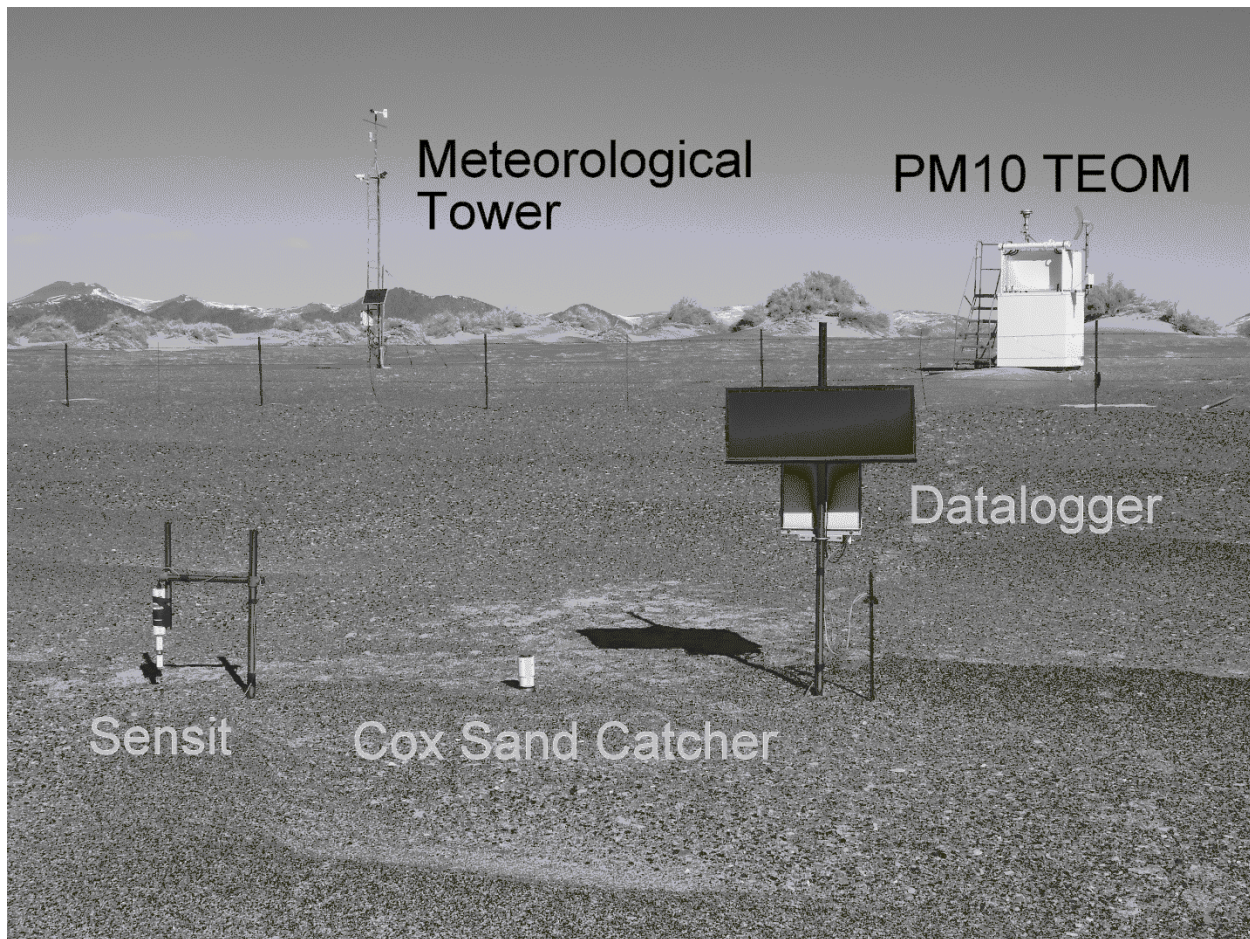 Meteorological
Tower
PM10 TEOM
Datalogger
Sensit
Cox Sand Catcher